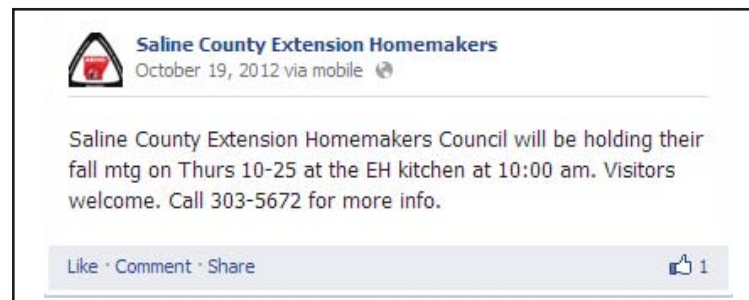 Saline County Extension Homemakers
October 19, 2012 via mobile
Saline County Extension Homemakers Council will be holding their
fall mtg on Thurs 10-25 at the EH kitchen at 10:00 am. Visitors
welcome. Call 303-5672 for more info.
Like · Comment · Share
1